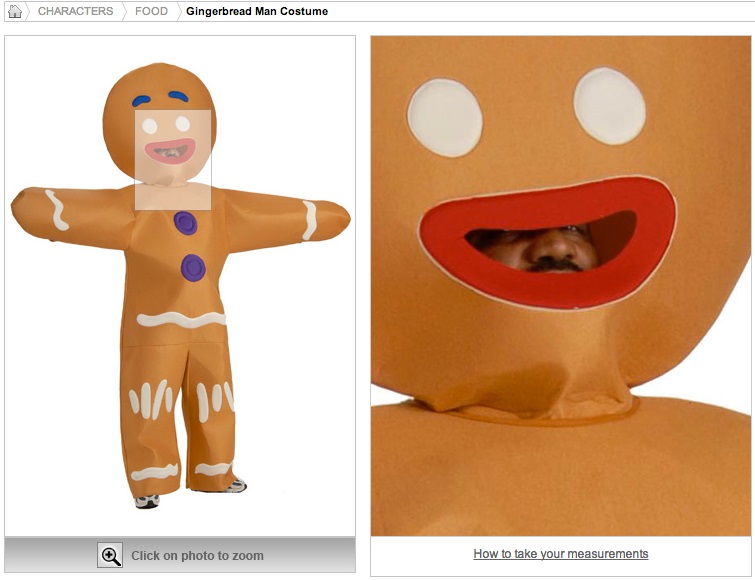 CHARACTERS FOOD Gingerbread Man Costume
Click on photo to zoom
How to take your measurements